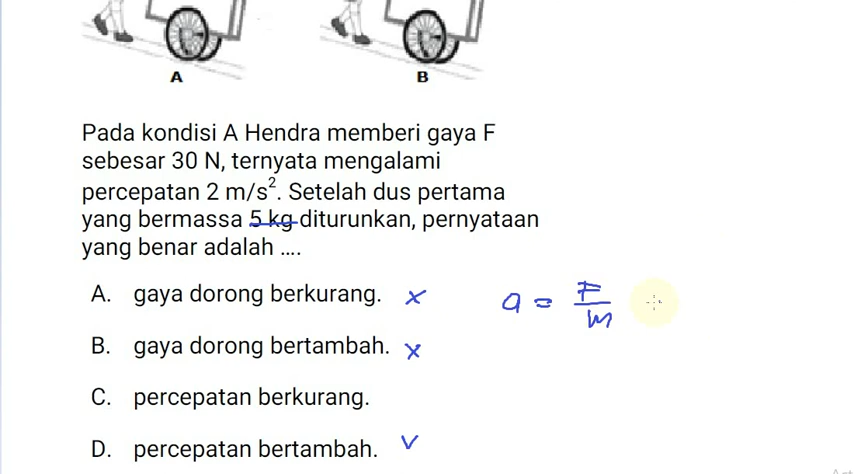 A B
Pada kondisi A Hendra memberi gaya F
sebesar 30 N, ternyata mengalami
percepatan 2 m/s². Setelah dus pertama
yang bermassa 5 kg diturunkan, pernyataan
yang benar adalah ....
A. gaya dorong berkurang. x
B. gaya dorong bertambah. x
C. percepatan berkurang.
D. percepatan bertambah. v
a = F/m